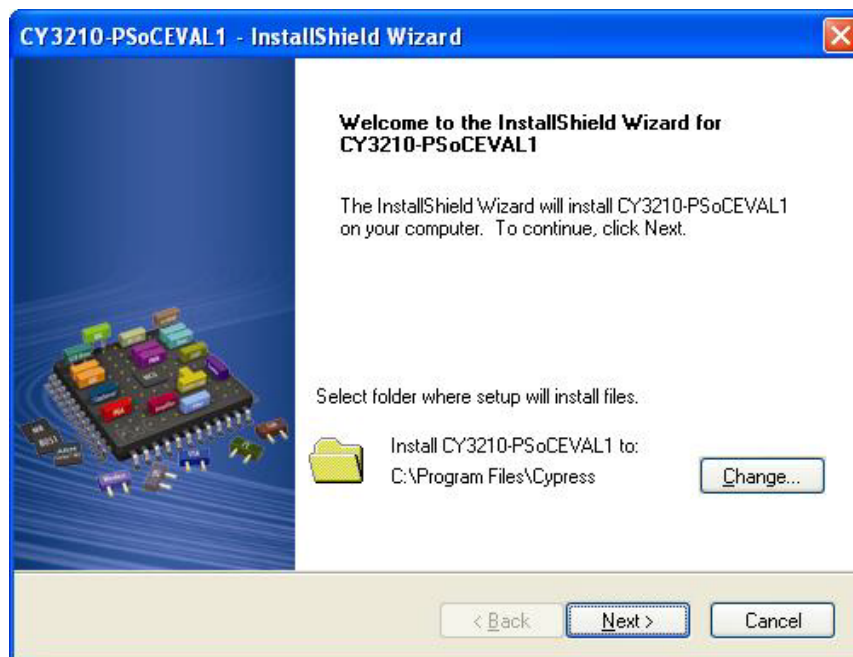 CY3210-PSoCEVAL1 - InstallShield Wizard
Welcome to the InstallShield Wizard for
CY3210-PSoCEVAL1
The InstallShield Wizard will install CY3210-PSoCEVAL1
on your computer. To continue, click Next.
Select folder where setup will install files.
Install CY3210-PSoCEVAL1 to:
C:\Program Files\Cypress
Change...
< Back
Next >
Cancel
8051